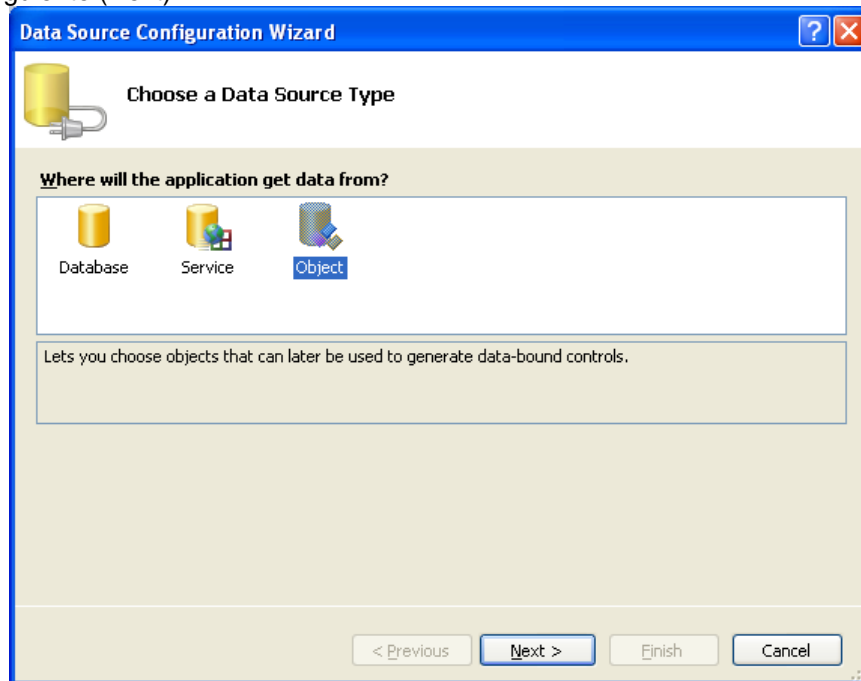 Data Source Configuration Wizard
Choose a Data Source Type
Where will the application get data from?
Database Service Object
Lets you choose objects that can later be used to generate data-bound controls.
< Previous Next > Finish Cancel